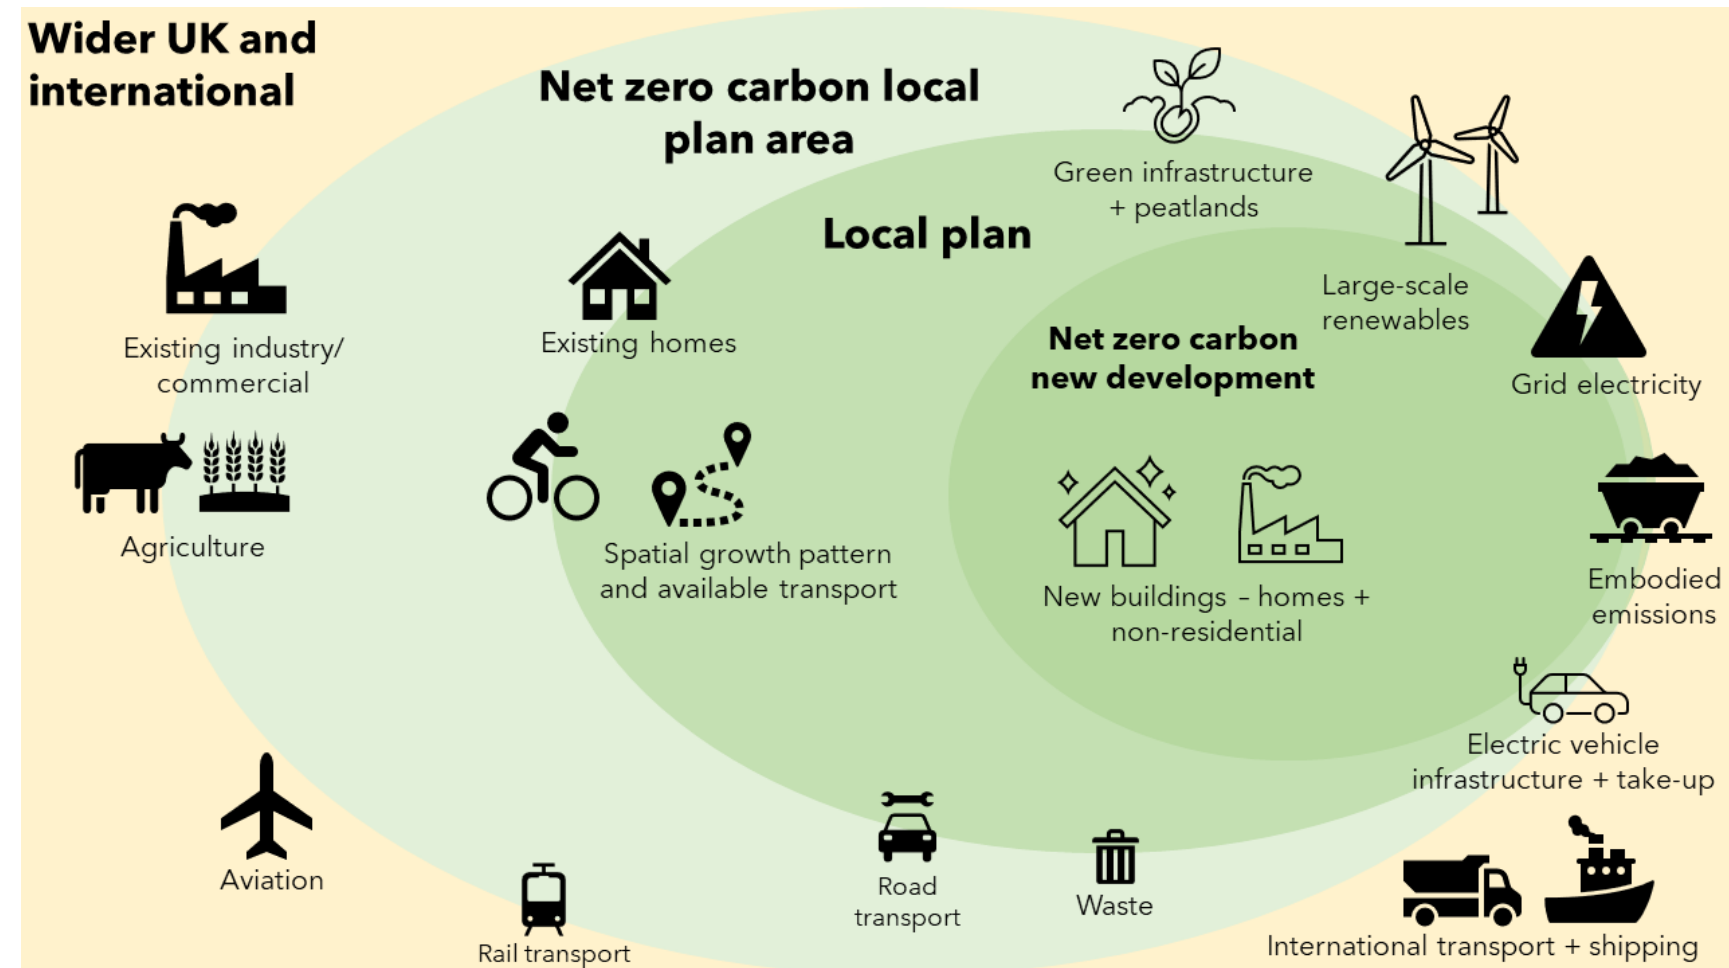 Wider UK and
international
Net zero carbon local
plan area
Green infrastructure
+ peatlands
Local plan
Large-scale
renewables
Existing industry/
commercial
Existing homes
Net zero carbon
new development
Grid electricity
Agriculture
Spatial growth pattern
and available transport
New buildings – homes +
non-residential
Embodied
emissions
Electric vehicle
infrastructure + take-up
Aviation
Rail transport
Road
transport
Waste
International transport + shipping